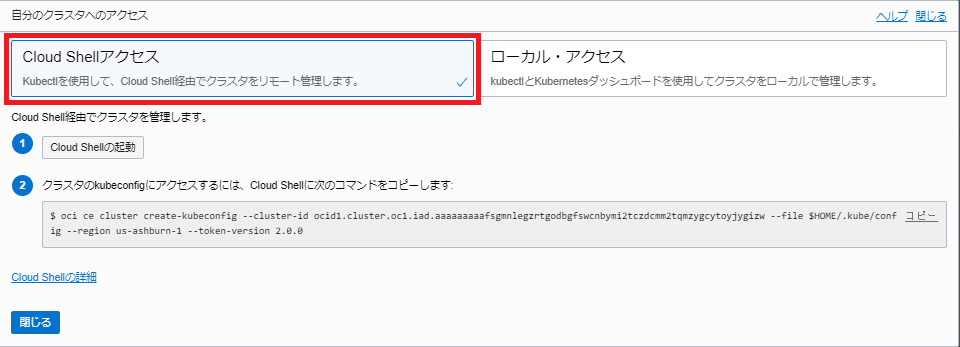 自分のクラスタへのアクセス
ヘルプ 閉じる
Cloud Shellアクセス
Kubectlを使用して、Cloud Shell経由でクラスタをリモート管理します。
ローカル・アクセス
kubectlとKubernetesダッシュボードを使用してクラスタをローカルで管理します。
Cloud Shell経由でクラスタを管理します。
1
Cloud Shellの起動
2
クラスタのkubeconfigにアクセスするには、Cloud Shellに次のコマンドをコピーします:
$ oci ce cluster create-kubeconfig --cluster-id ocid1.cluster.oc1.iad.aaaaaaaaafsgmnlegzrtgodbgfswcnbymi2tczdcmm2tqmzygcytoyjygizw --file $HOME/.kube/conf
コピー
ig --region us-ashburn-1 --token-version 2.0.0
Cloud Shellの詳細
閉じる